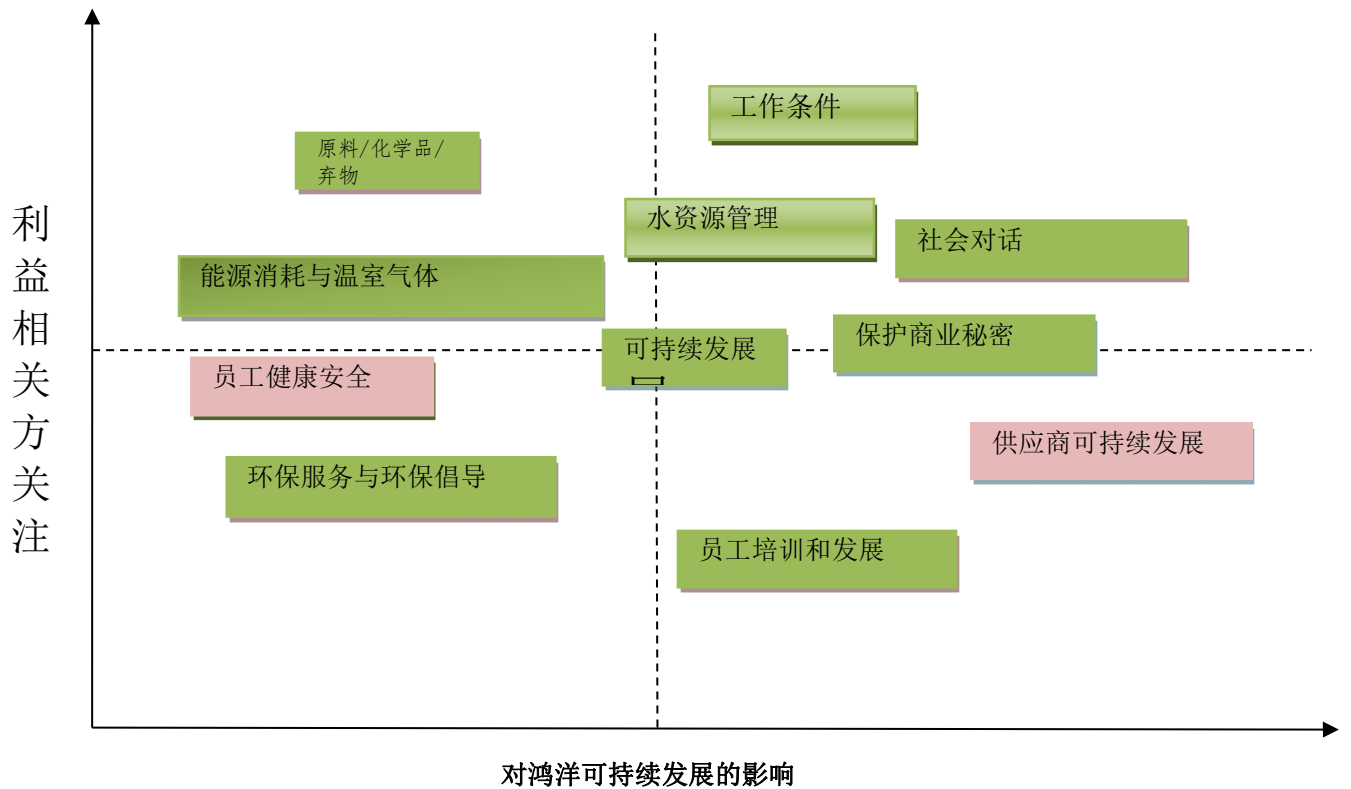 工作条件
原料/化学品/
弃物
水资源管理
社会对话
能源消耗与温室气体
可持续发展
保护商业秘密
员工健康安全
供应商可持续发展
环保服务与环保倡导
员工培训和发展
利益相关方关注
对鸿洋可持续发展的影响